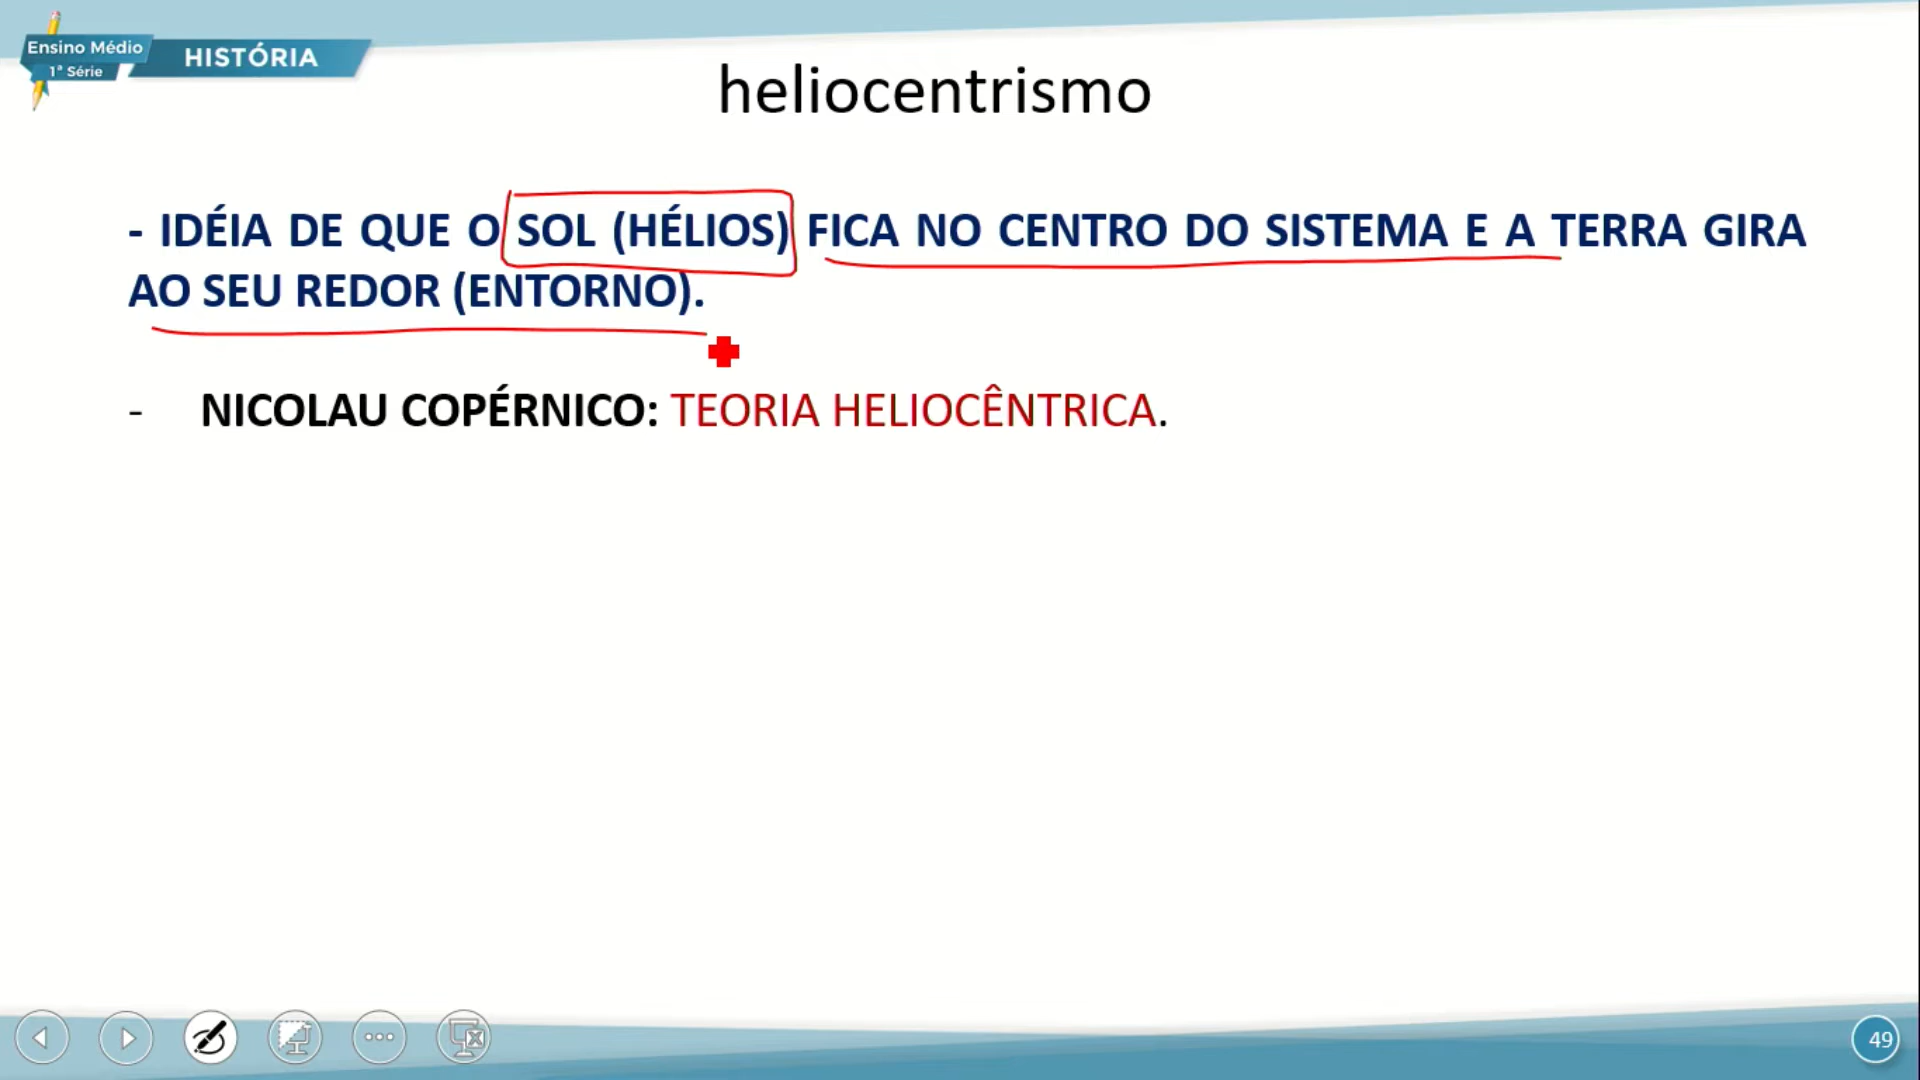 Ensino Médio
1ª Série
HISTÓRIA
heliocentrismo
- IDÉIA DE QUE O SOL (HÉLIOS) FICA NO CENTRO DO SISTEMA E A TERRA GIRA
AO SEU REDOR (ENTORNO).
- NICOLAU COPÉRNICO: TEORIA HELIOCÊNTRICA.
49